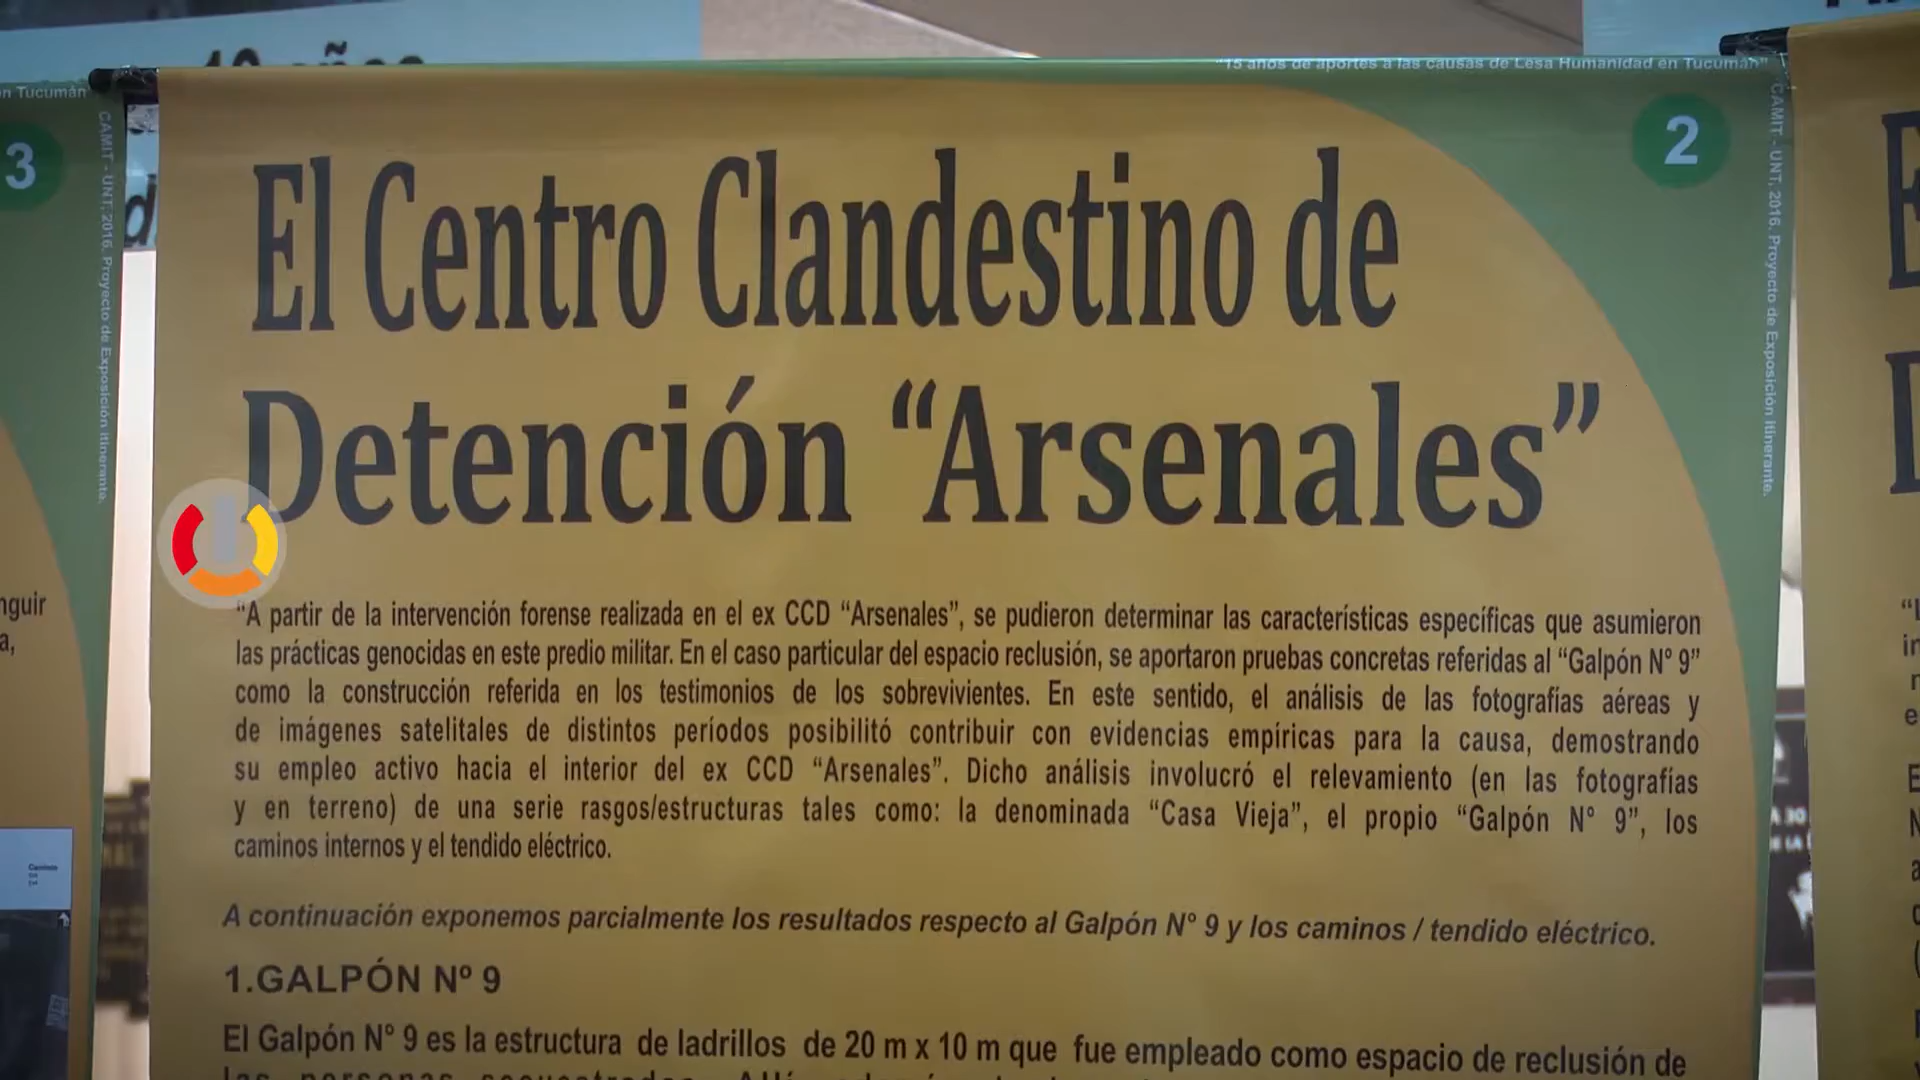 "15 años de aportes a las causas de Lesa Humanidad en Tucumán"
n Tucumán"
3
2
CAMIT - UNT, 2016. Proyecto de Exposición itinerante.
CAMIT - UNT, 2016. Proyecto de Exposición itinerante.
El Centro Clandestino de
Detención “Arsenales”
“A partir de la intervención forense realizada en el ex CCD “Arsenales”, se pudieron determinar las características específicas que asumieron
las prácticas genocidas en este predio militar. En el caso particular del espacio reclusión, se aportaron pruebas concretas referidas al “Galpón N° 9”
como la construcción referida en los testimonios de los sobrevivientes. En este sentido, el análisis de las fotografías aéreas y
de imágenes satelitales de distintos períodos posibilitó contribuir con evidencias empíricas para la causa, demostrando
su empleo activo hacia el interior del ex CCD “Arsenales”. Dicho análisis involucró el relevamiento (en las fotografías
y en terreno) de una serie rasgos/estructuras tales como: la denominada “Casa Vieja”, el propio “Galpón N° 9”, los
caminos internos y el tendido eléctrico.
A continuación exponemos parcialmente los resultados respecto al Galpón N° 9 y los caminos / tendido eléctrico.
1.GALPÓN Nº 9
El Galpón N° 9 es la estructura de ladrillos de 20 m x 10 m que fue empleado como espacio de reclusión de